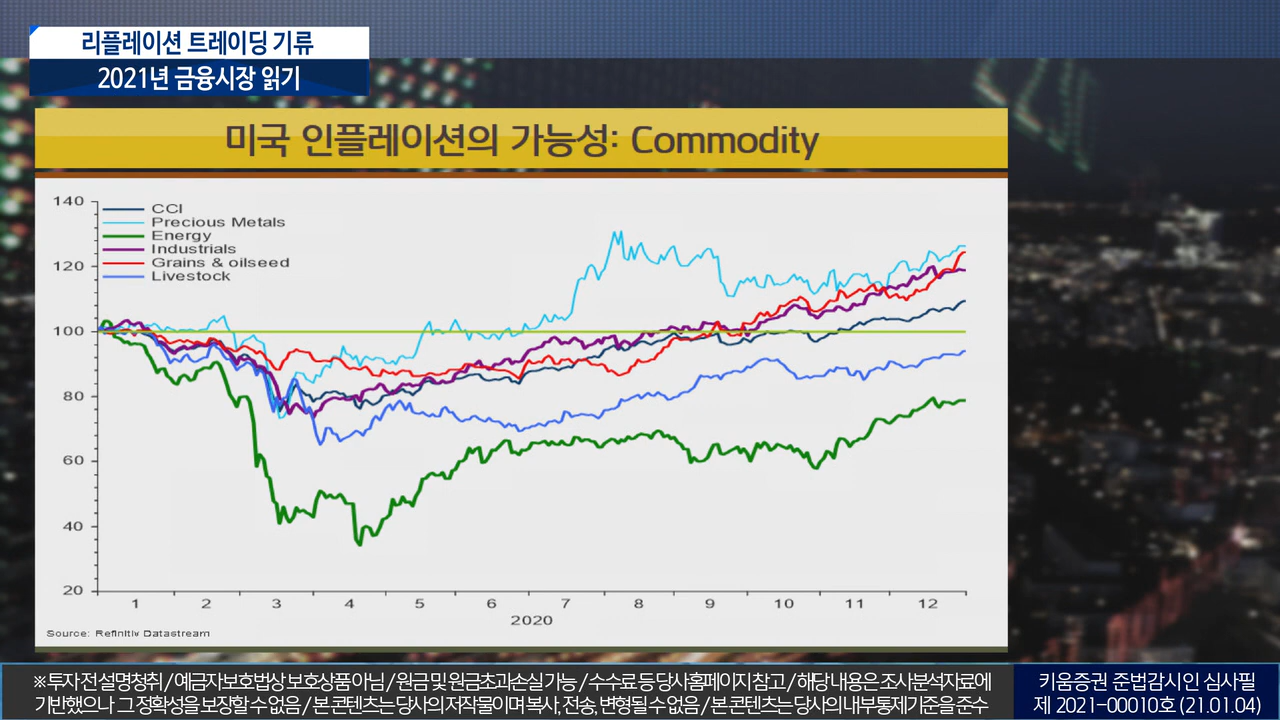 리플레이션 트레이딩 기류
2021년 금융시장 읽기
미국 인플레이션의 가능성: Commodity
140
120
100
80
60
40
20
CCI
Precious Metals
Energy
Industrials
Grains & oilseed
Livestock
1 2 3 4 5 6 7 8 9 10 11 12
2020
Source: Refinitiv Datastream
※ 투자 전 설명청취 / 예금자보호법상 보호상품 아님 / 원금 및 원금초과손실 가능 / 수수료 등 당사홈페이지 참고 / 해당 내용은 조사분석자료에
기반했으나 그 정확성을 보장할 수 없음 / 본 콘텐츠는 당사의 저작물이며 복사, 전송, 변형될 수 없음 / 본 콘텐츠는 당사의 내부통제기준을 준수
키움증권 준법감시인 심사필
제 2021-00010호 (21.01.04)